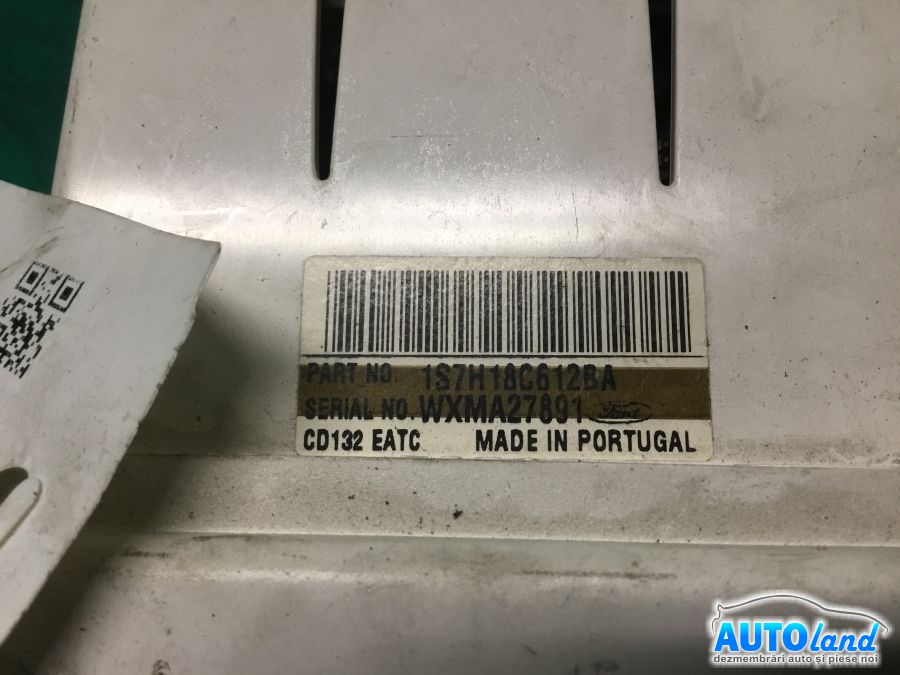 PART NO. 1S7H18C612BA
SERIAL NO. WXMA27891 Ford
CD132 EATC MADE IN PORTUGAL
AUTOland
dezmembrări auto și piese noi